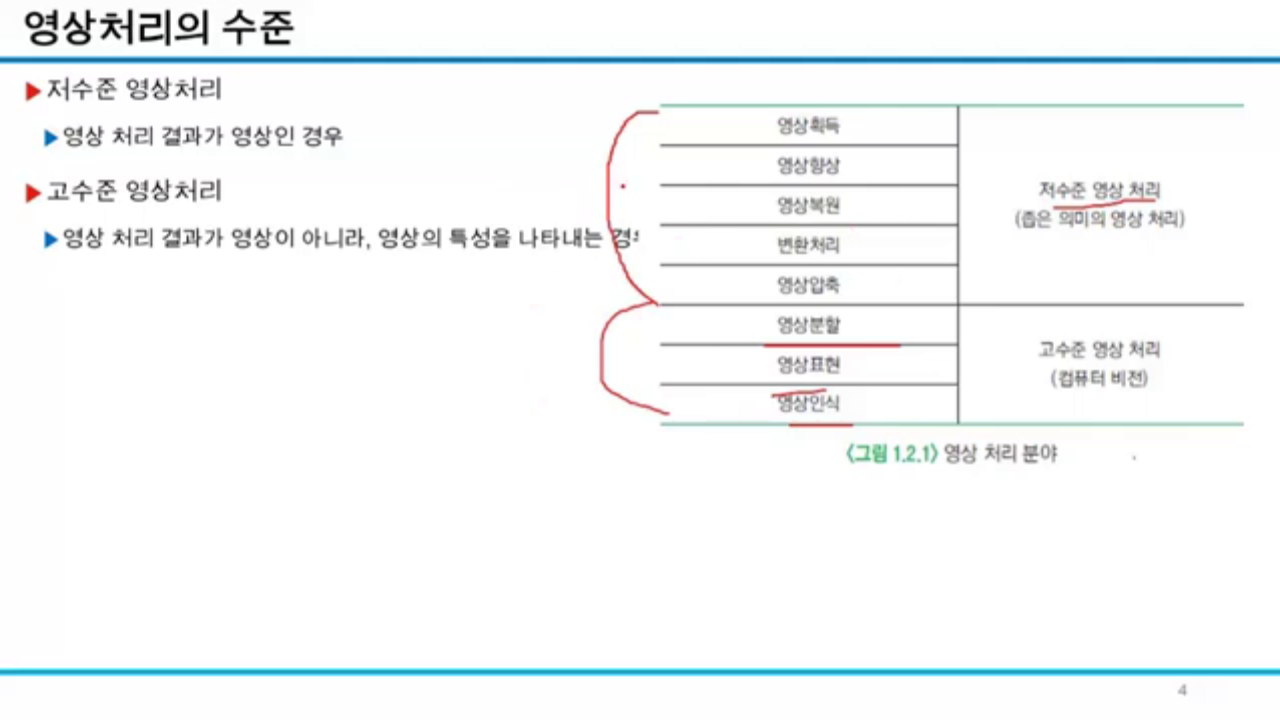 영상처리의 수준
저수준 영상처리
영상 처리 결과가 영상인 경우
고수준 영상처리
영상 처리 결과가 영상이 아니라, 영상의 특성을 나타내는
영상획득
영상향상
영상복원
변환처리
영상압축
저수준 영상 처리
(좁은 의미의 영상 처리)
영상분할
영상표현
영상인식
고수준 영상 처리
(컴퓨터 비전)
<그림 1.2.1> 영상 처리 분야
4